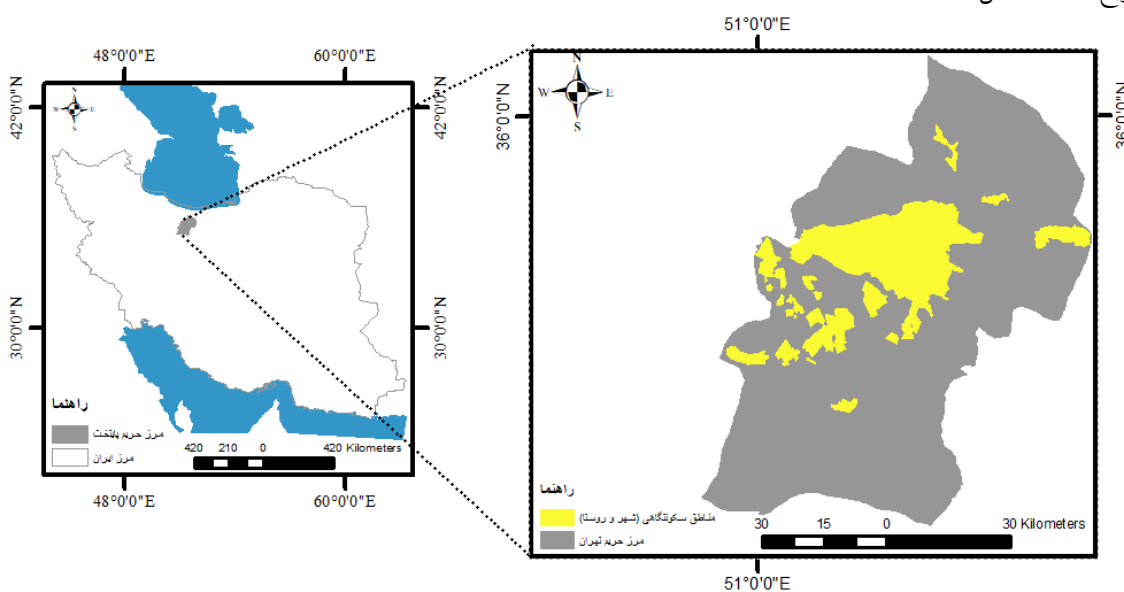 51°0'0"E
48°0'0"E
60°0'0"E
N
W
E
S
42°0'0"N
42°0'0"N
30°0'0"N
30°0'0"N
راهنما
مرز حریم پایتخت
مرز ایران
420 210 0 420 Kilometers
48°0'0"E
60°0'0"E
N
W
E
S
36°0'0"N
36°0'0"N
راهنما
مناطق سکونتگاهی (شهر و روستا)
مرز حریم تهران
30 15 0 30 Kilometers
51°0'0"E